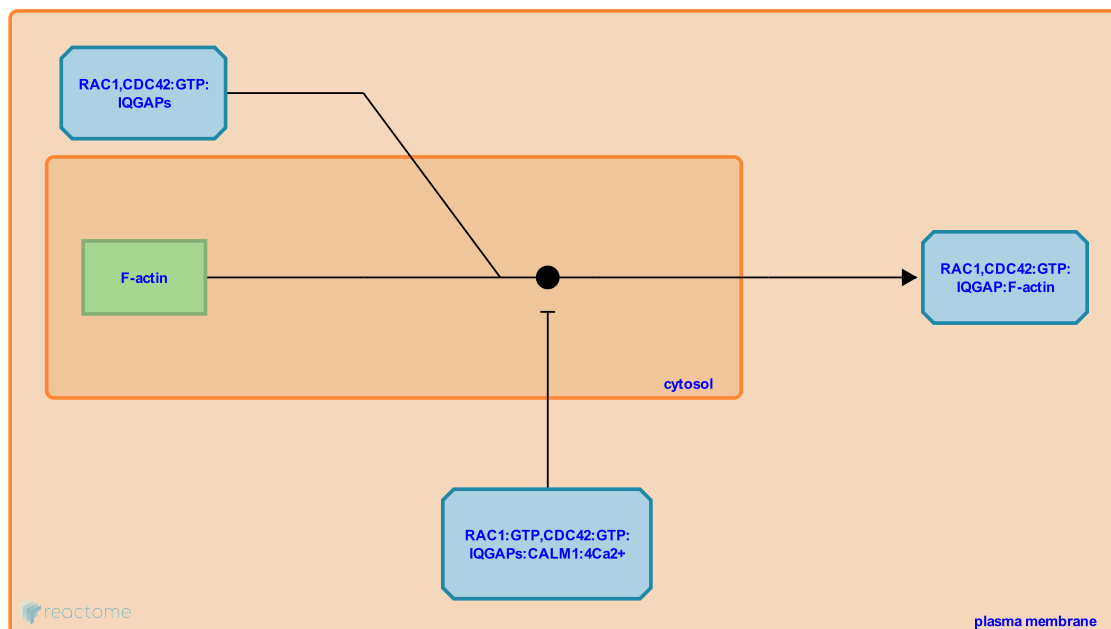 RAC1,CDC42:GTP:
IQGAPs
F-actin
RAC1,CDC42:GTP:
IQGAP:F-actin
cytosol
RAC1:GTP,CDC42:GTP:
IQGAPs:CALM1:4Ca2+
reactome
plasma membrane